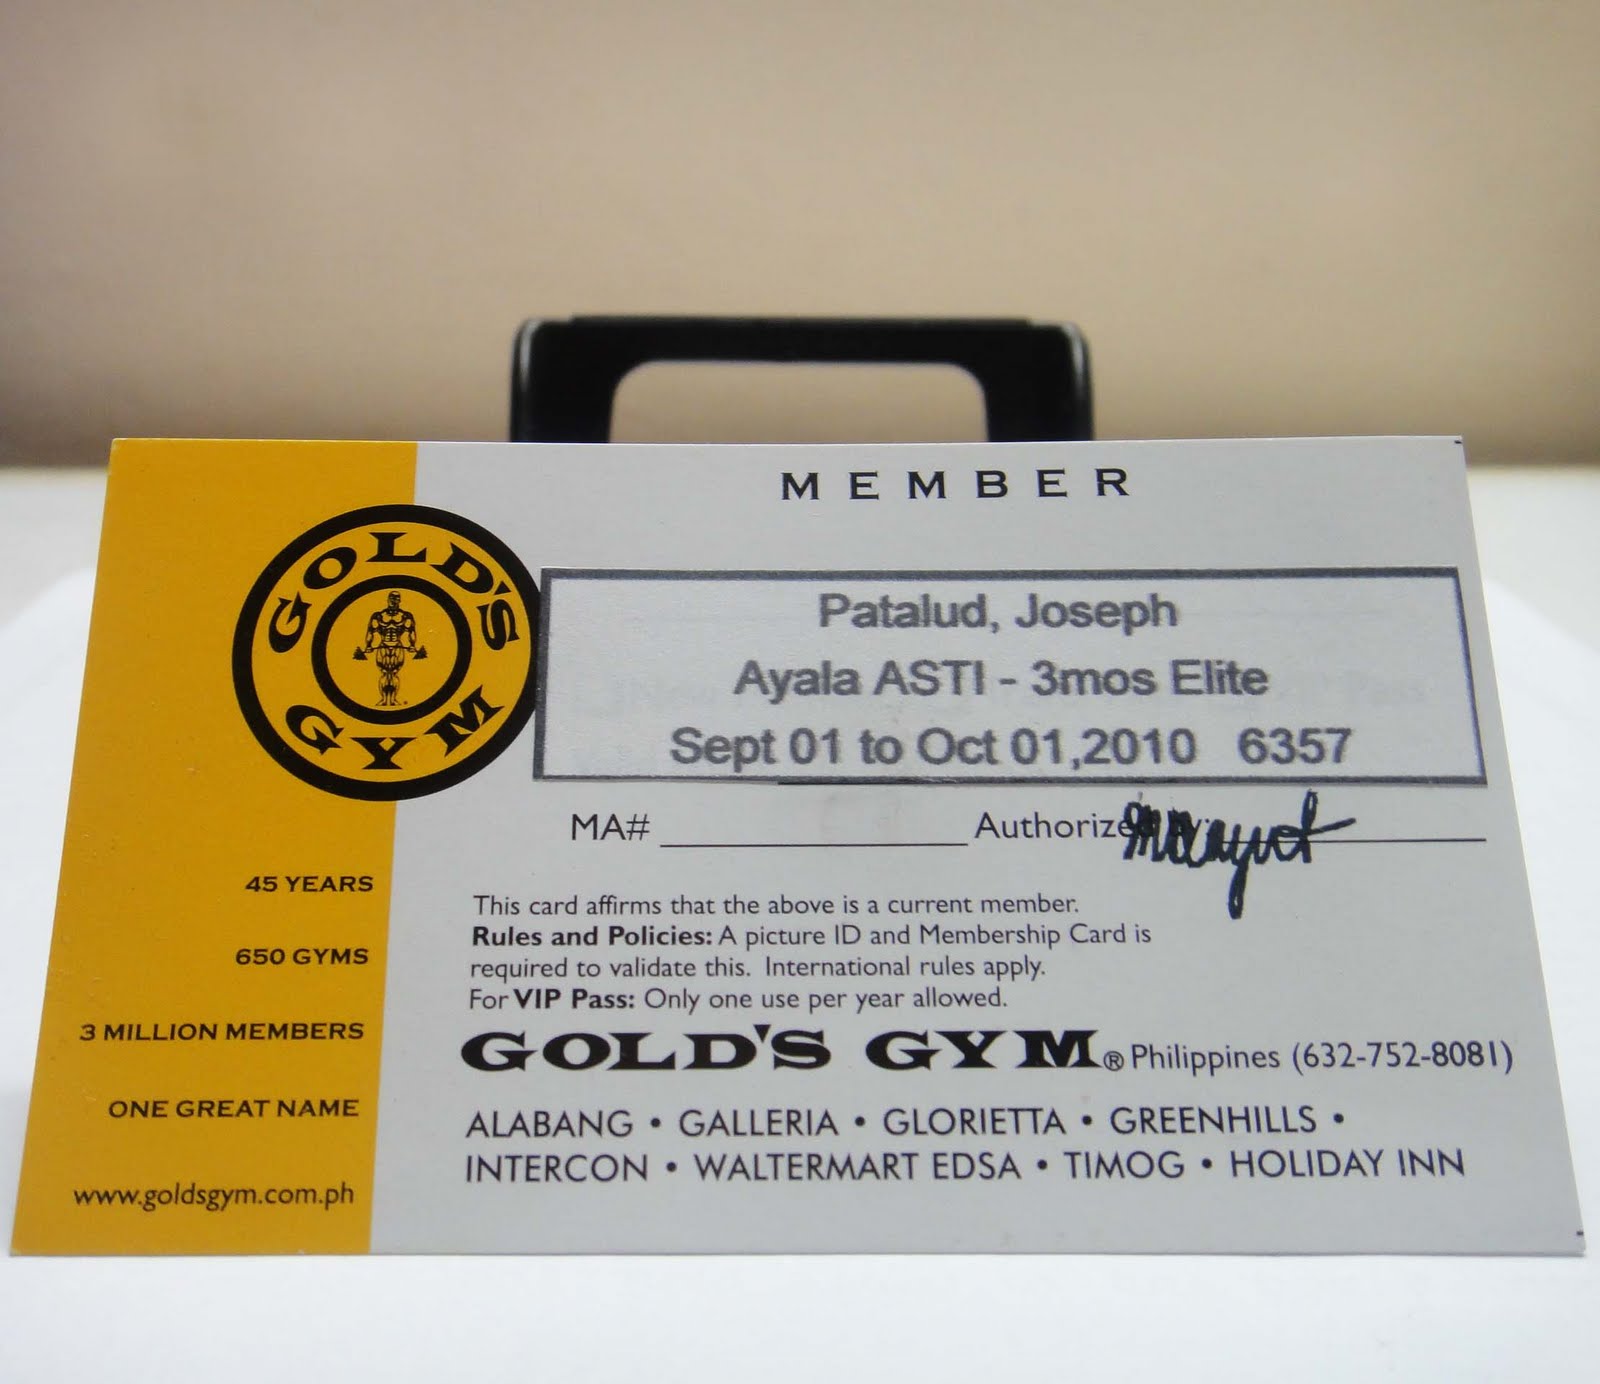 MEMBER
GOLD'S
GYM
Patalud, Joseph
Ayala ASTI - 3mos Elite
Sept 01 to Oct 01,2010 6357
MA# Authorized by:
45 YEARS
650 GYMS
3 MILLION MEMBERS
ONE GREAT NAME
www.goldsgym.com.ph
This card affirms that the above is a current member.
Rules and Policies: A picture ID and Membership Card is
required to validate this. International rules apply.
For VIP Pass: Only one use per year allowed.
GOLD'S GYM® Philippines (632-752-8081)
ALABANG • GALLERIA • GLORIETTA • GREENHILLS •
INTERCON • WALTERMART EDSA • TIMOG • HOLIDAY INN